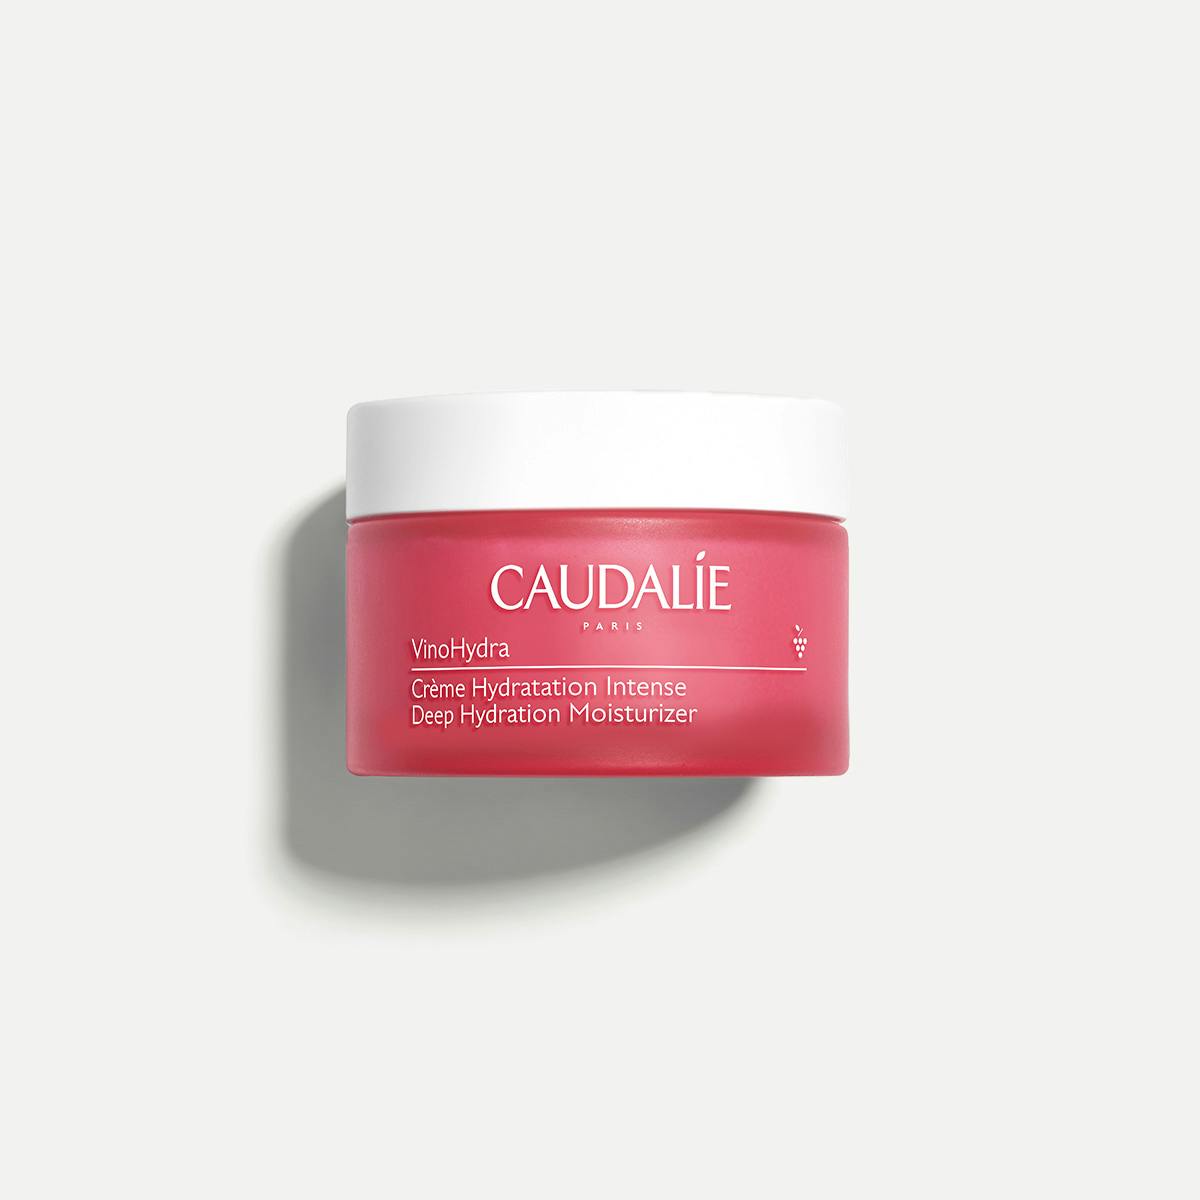 CAUDALÍE
PARIS
VinoHydra
Crème Hydratation Intense
Deep Hydration Moisturizer